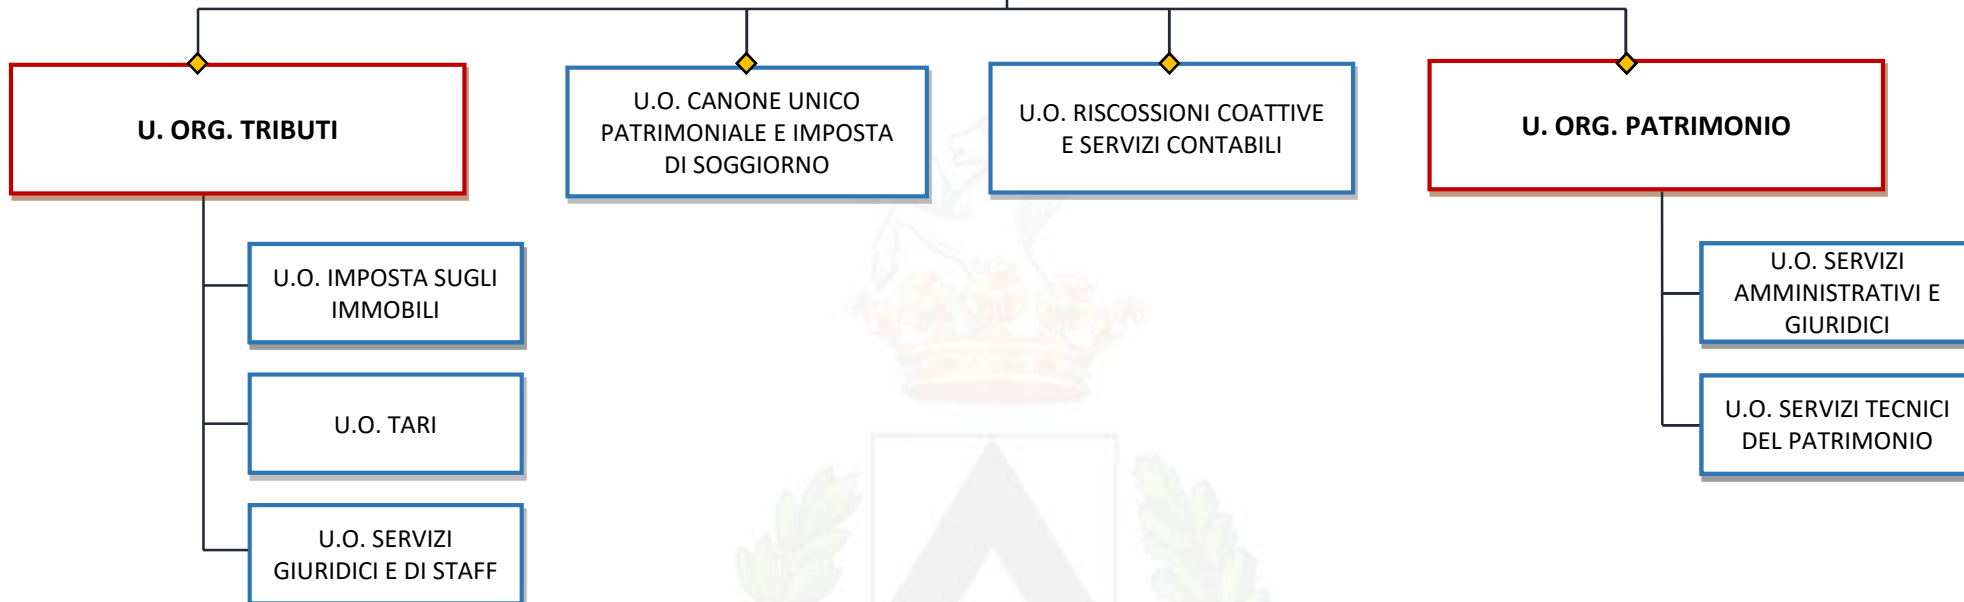 U. ORG. TRIBUTI
U.O. CANONE UNICO
PATRIMONIALE E IMPOSTA
DI SOGGIORNO
U.O. RISCOSSIONI COATTIVE
E SERVIZI CONTABILI
U. ORG. PATRIMONIO
U.O. IMPOSTA SUGLI
IMMOBILI
U.O. TARI
U.O. SERVIZI
GIURIDICI E DI STAFF
U.O. SERVIZI
AMMINISTRATIVI E
GIURIDICI
U.O. SERVIZI TECNICI
DEL PATRIMONIO